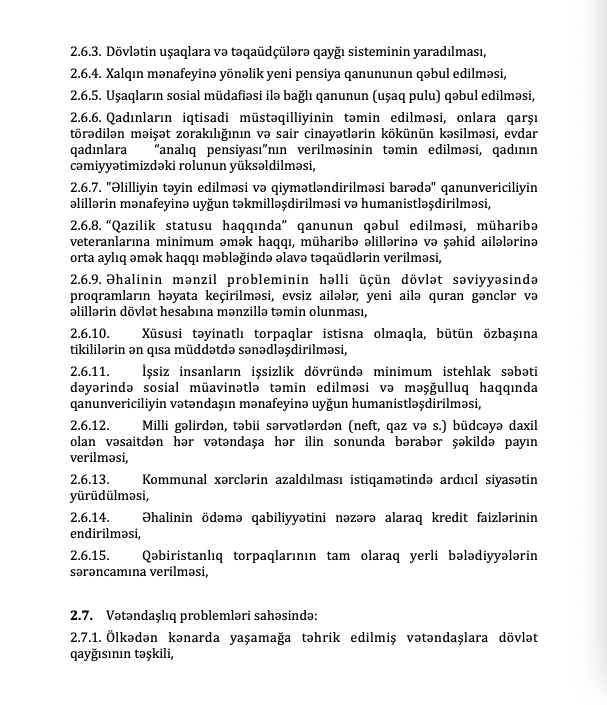 2.6.3. Dövlətin uşaqlara və təqaüdçülərə qayğı sisteminin yaradılması,
2.6.4. Xalqın mənafeyinə yönəlik yeni pensiya qanununun qəbul edilməsi,
2.6.5. Uşaqların sosial müdafiəsi ilə bağlı qanunun (uşaq pulu) qəbul edilməsi,
2.6.6. Qadınların iqtisadi müstəqilliyinin təmin edilməsi, onlara qarşı
törədilən məişət zorakılığının və sair cinayətlərin kökünün kəsilməsi, evdar
qadınlara “analıq pensiyası”nın verilməsinin təmin edilməsi, qadının
cəmiyyətimizdəki rolunun yüksəldilməsi,
2.6.7. "Əlilliyin təyin edilməsi və qiymətləndirilməsi barədə" qanunvericiliyin
əlillərin mənafeyinə uyğun təkmilləşdirilməsi və humanistləşdirilməsi,
2.6.8. “Qazilik statusu haqqında” qanunun qəbul edilməsi, müharibə
veteranlarına minimum əmək haqqı, müharibə əlillərinə və şəhid ailələrinə
orta aylıq əmək haqqı məbləğində əlavə təqaüdlərin verilməsi,
2.6.9. Əhalinin mənzil probleminin həlli üçün dövlət səviyyəsində
proqramların həyata keçirilməsi, evsiz ailələr, yeni ailə quran gənclər və
əlillərin dövlət hesabına mənzillə təmin olunması,
2.6.10. Xüsusi təyinatlı torpaqlar istisna olmaqla, bütün özbaşına
tikililərin ən qısa müddətdə sənədləşdirilməsi,
2.6.11. İşsiz insanların işsizlik dövründə minimum istehlak səbəti
dəyərində sosial müavinətlə təmin edilməsi və məşğulluq haqqında
qanunvericiliyin vətəndaşın mənafeyinə uyğun humanistləşdirilməsi,
2.6.12. Milli gəlirdən, təbii sərvətlərdən (neft, qaz və s.) büdcəyə daxil
olan vəsaitdən hər vətəndaşa hər ilin sonunda bərabər şəkildə payın
verilməsi,
2.6.13. Kommunal xərclərin azaldılması istiqamətində ardıcıl siyasətin
yürüdülməsi,
2.6.14. Əhalinin ödəmə qabiliyyətini nəzərə alaraq kredit faizlərinin
endirilməsi,
2.6.15. Qəbiristanlıq torpaqlarının tam olaraq yerli bələdiyyələrin
sərəncamına verilməsi,
2.7. Vətəndaşlıq problemləri sahəsində:
2.7.1. Ölkədən kənarda yaşamağa təhrik edilmiş vətəndaşlara dövlət
qayğısının təşkili,